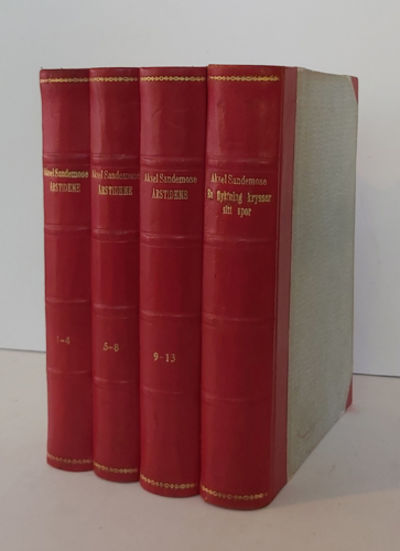 Aksel Sandemose
ÅRSTIDENE
1-4
Aksel Sandemose
ÅRSTIDENE
5-8
Aksel Sandemose
ÅRSTIDENE
9-13
Aksel Sandemose
En flyktning krysser
sitt spor